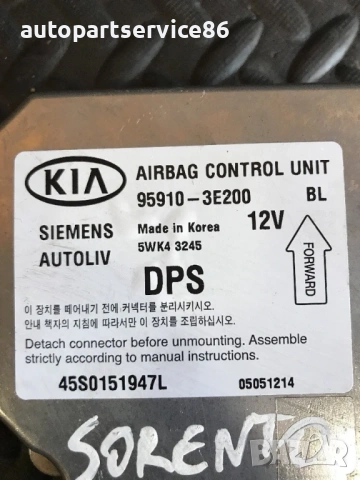 autopartservice86
KIA
AIRBAG CONTROL UNIT
95910-3E200 BL
SIEMENS
AUTOLIV
Made in Korea
5WK4 3245
12V
FORWARD
DPS
이 장치를 떼어내기 전에 커넥터를 분리시키시오.
안내 책자의 지침에 따라 이 장치를 조립하십시오.
Detach connector before unmounting. Assemble
strictly according to manual instructions.
45S0151947L 05051214
SORENTO
BAZAR